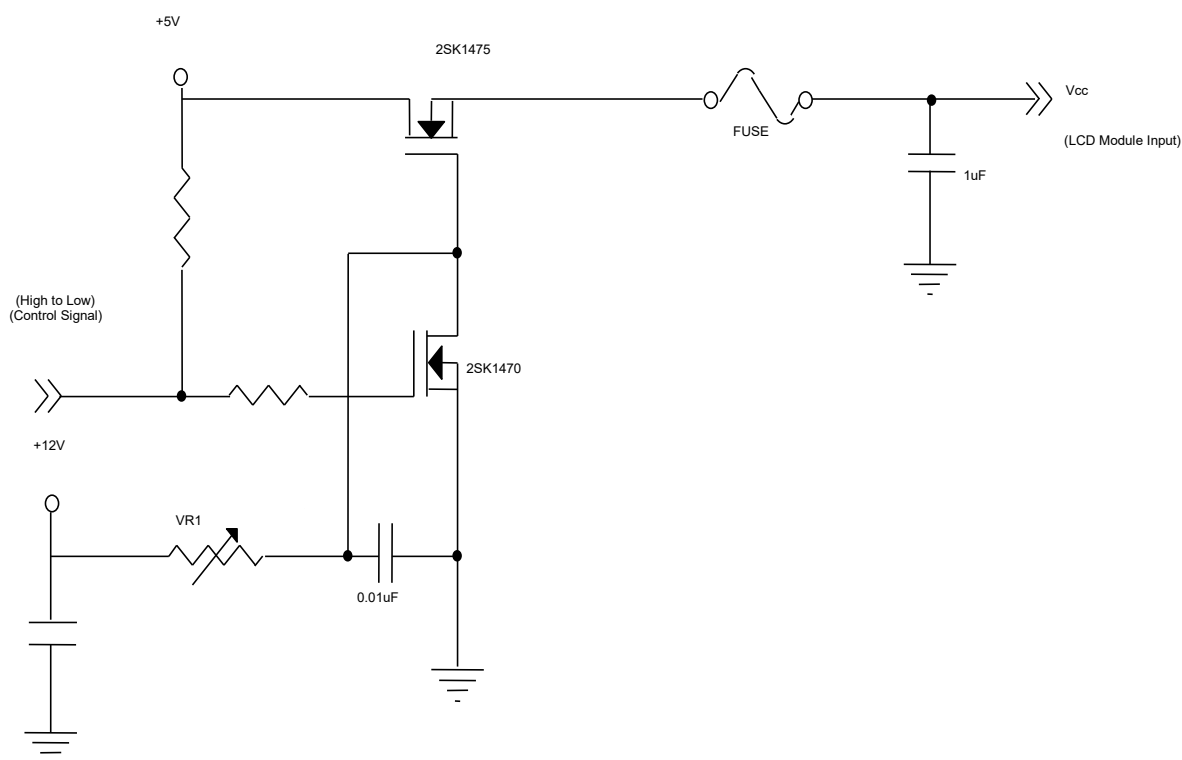 +5V
2SK1475
FUSE
Vcc
(LCD Module Input)
1uF
(High to Low)
(Control Signal)
2SK1470
+12V
VR1
0.01uF